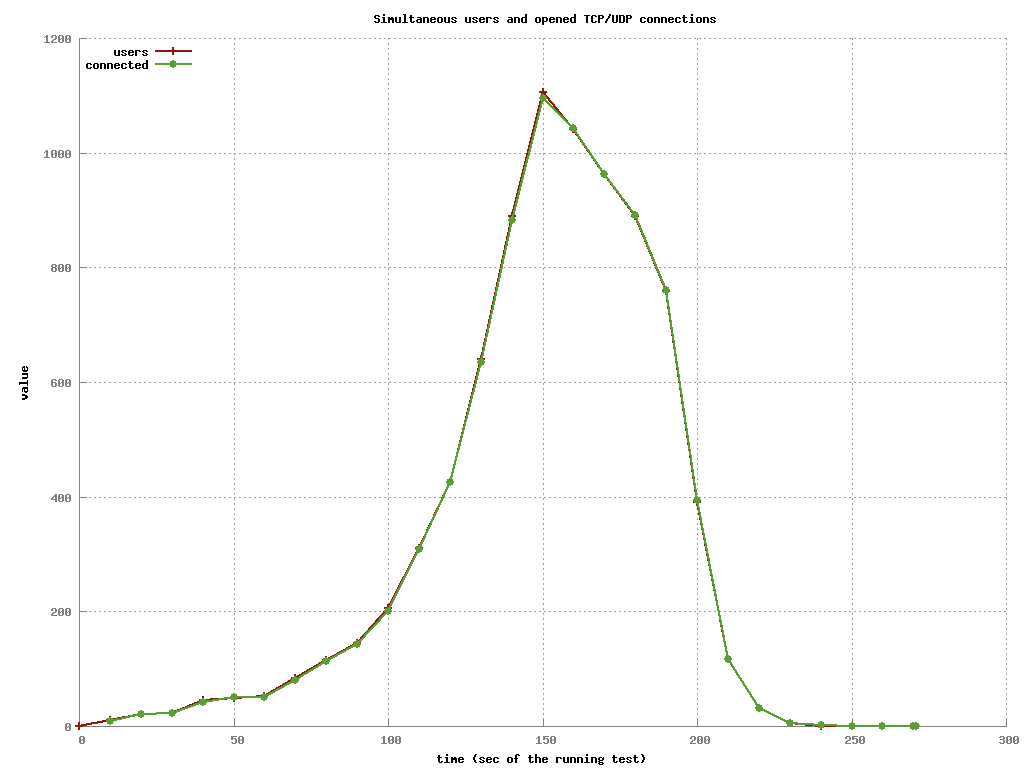 Simultaneous users and opened TCP/UDP connections
1200
users
connected
1000
800
value
600
400
200
0
0 50 100 150 200 250 300
time (sec of the running test)